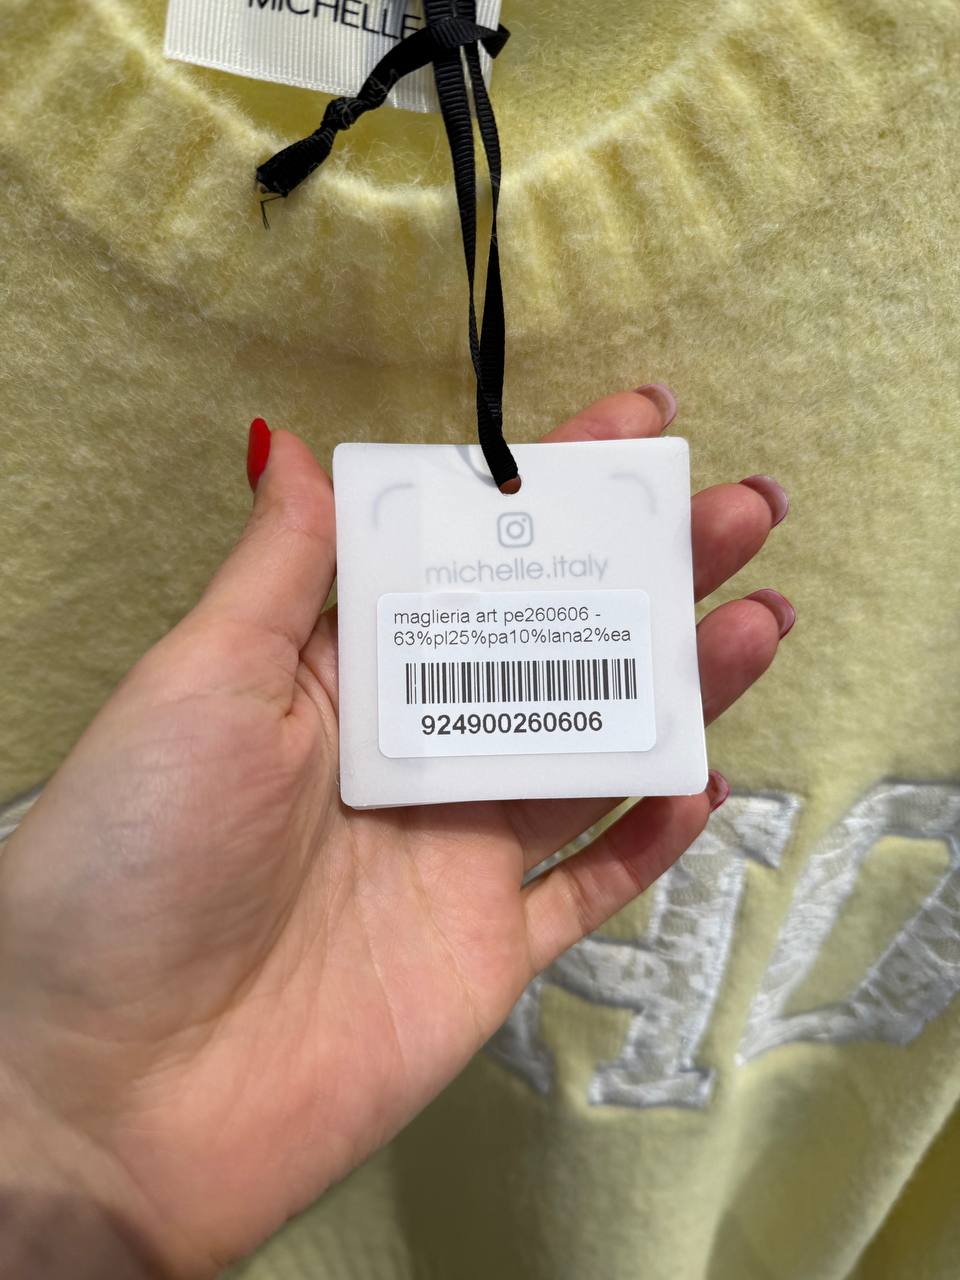 MICHELLE
michelle.italy
maglieria art pe260606 -
63%pl25%pa10%lana2%ea
924900260606